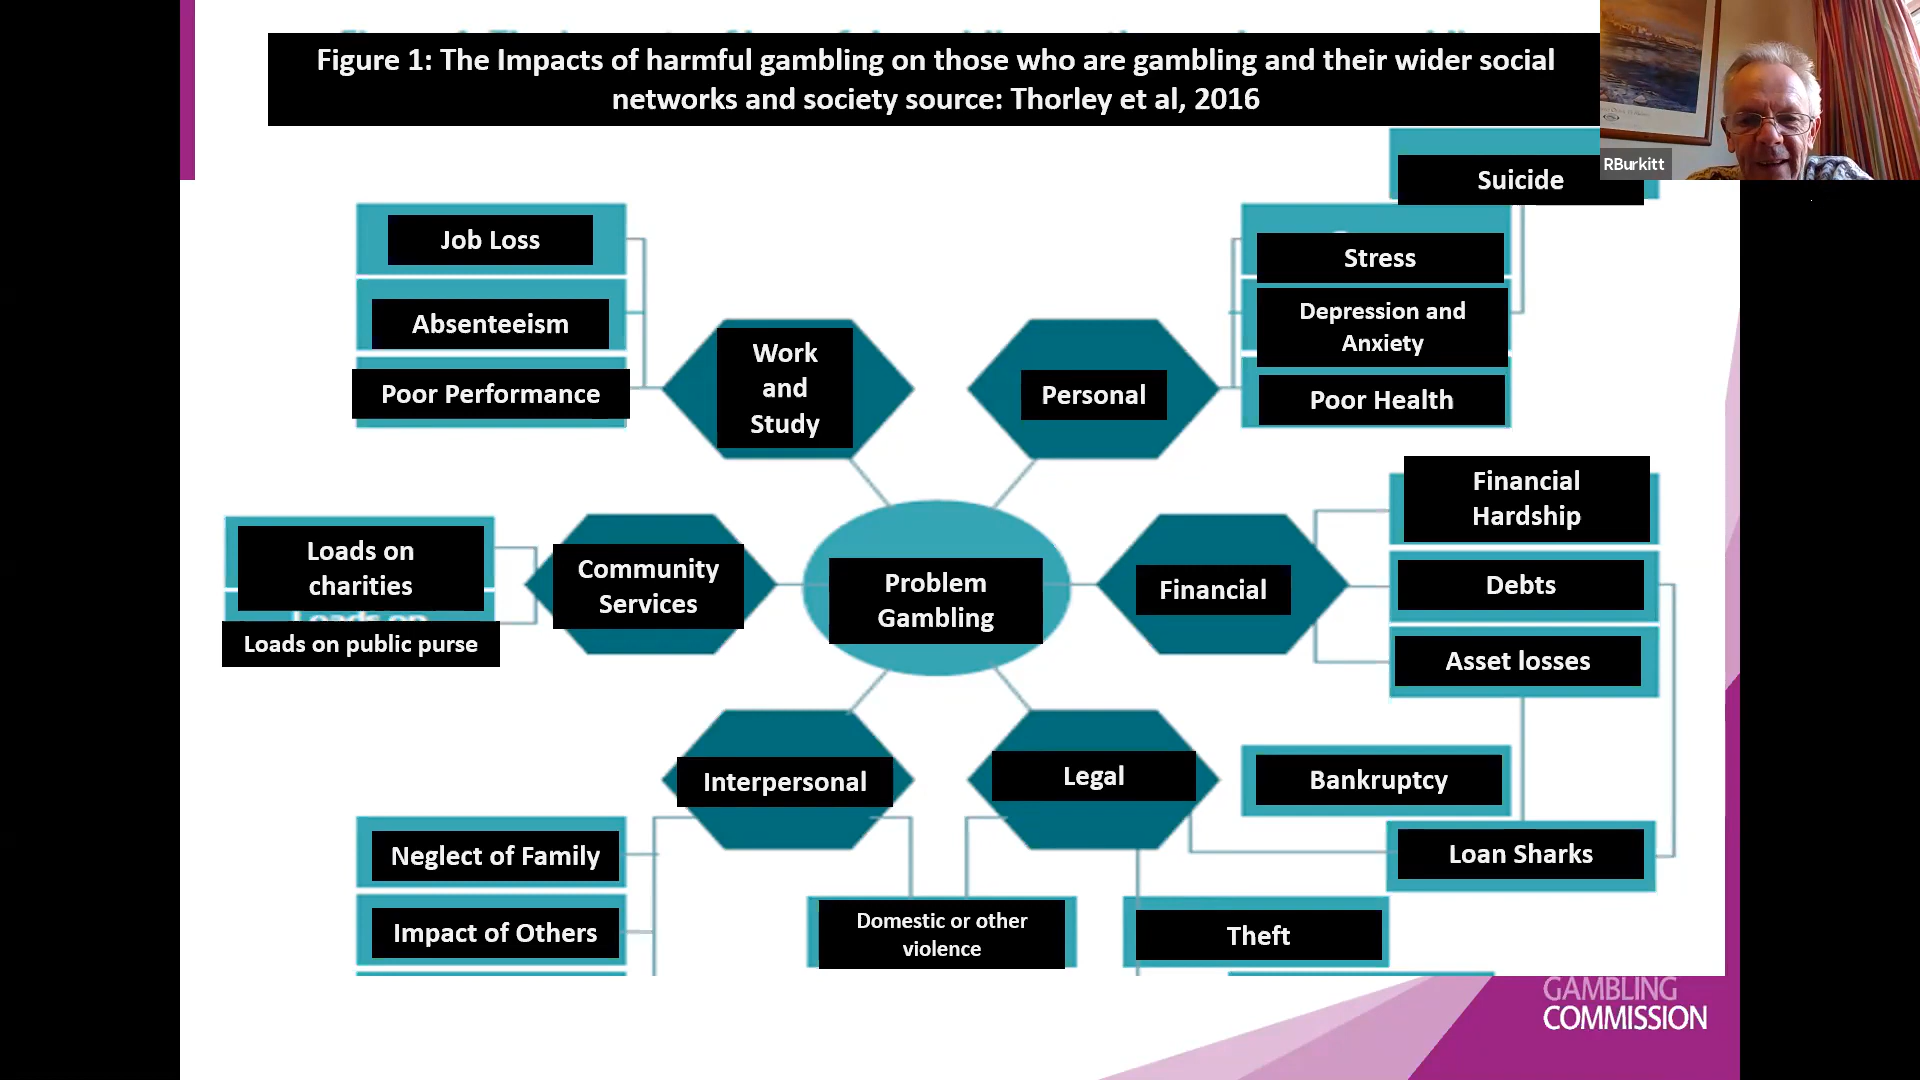 Figure 1: The Impacts of harmful gambling on those who are gambling and their wider social
networks and society source: Thorley et al, 2016
RBurkitt
Suicide
Job Loss
Stress
Absenteeism
Depression and
Anxiety
Poor Performance
Work
and
Study
Personal
Poor Health
Financial
Hardship
Loads on
charities
Loads on
Loads on public purse
Community
Services
Problem
Gambling
Financial
Debts
Asset losses
Interpersonal
Legal
Bankruptcy
Neglect of Family
Loan Sharks
Impact of Others
Domestic or other
violence
Theft
GAMBLING
COMMISSION